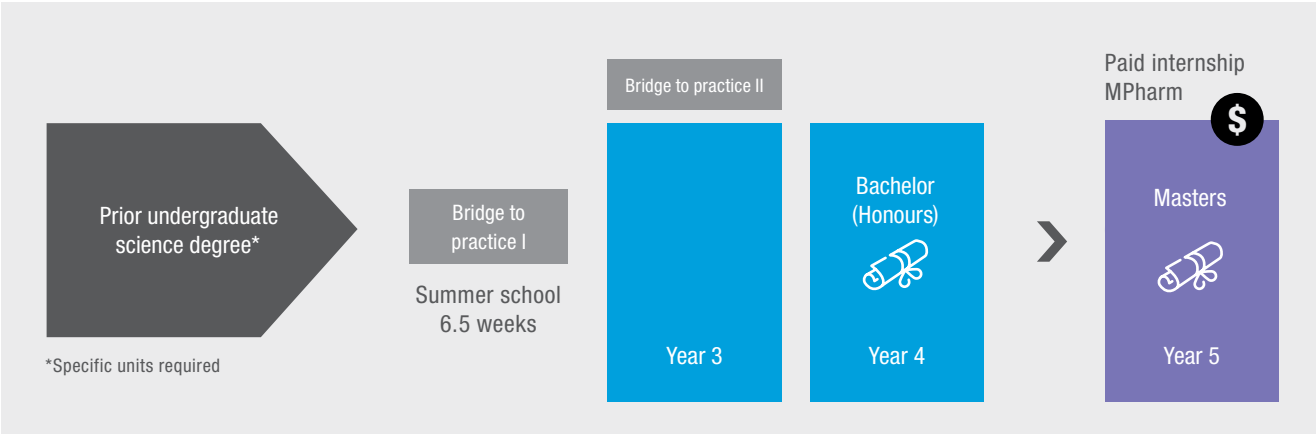 Prior undergraduate
science degree*
*Specific units required
Bridge to
practice I
Summer school
6.5 weeks
Bridge to practice II
Year 3
Bachelor
(Honours)
Year 4
Paid internship
MPharm
$
Masters
Year 5